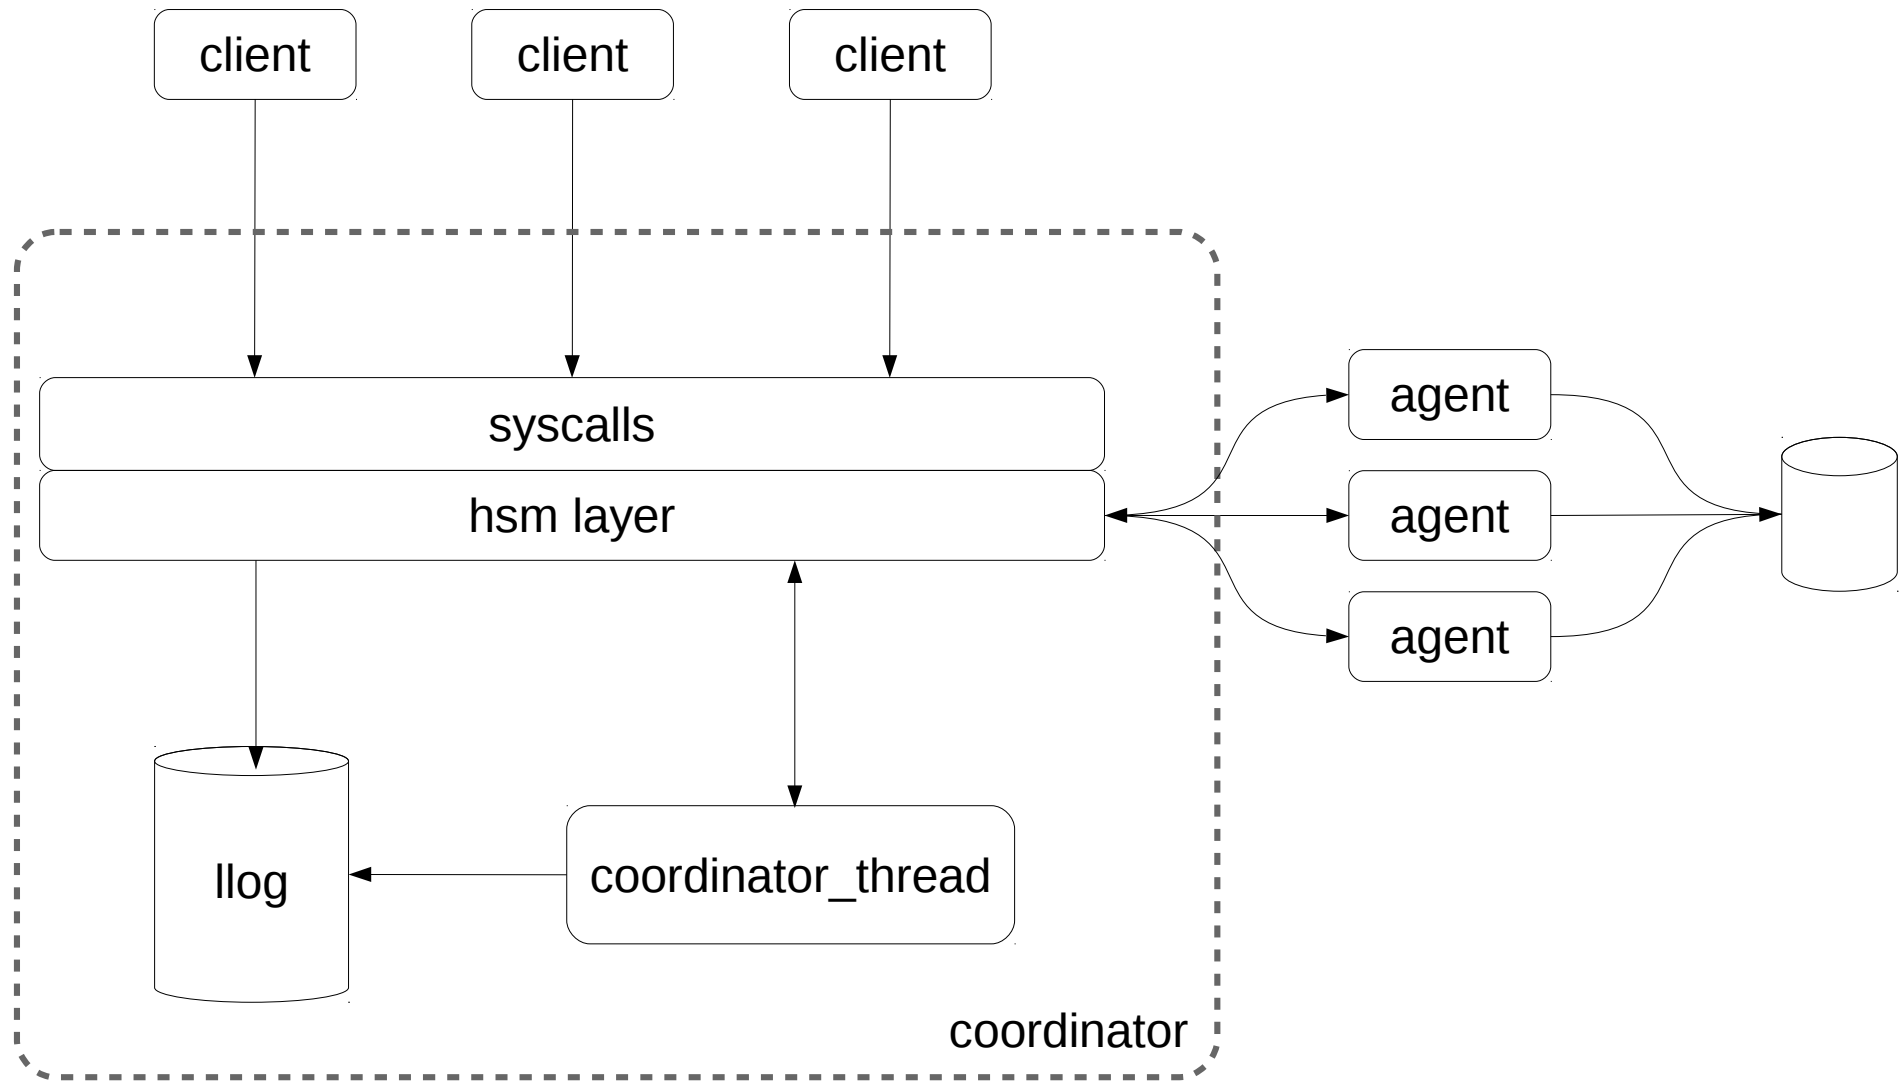 client
client
client
syscalls
hsm layer
agent
agent
agent
llog
coordinator_thread
coordinator